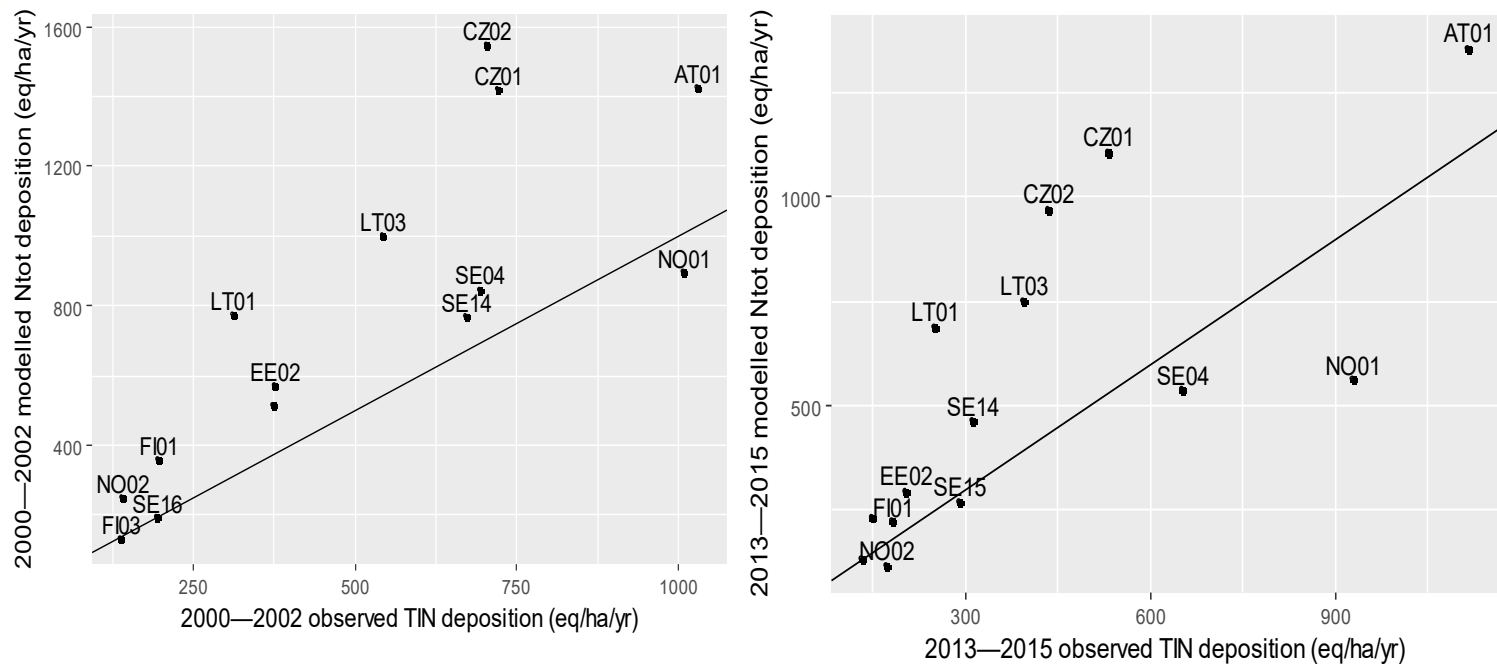 2000—2002 modelled Ntot deposition (eq/ha/yr)
1600
1200
800
400
CZ02
CZ01
AT01
LT03
NO01
SE04
SE14
LT01
EE02
FI01
NO02
SE16
FI03
250
500
750
1000
2000—2002 observed TIN deposition (eq/ha/yr)
2013—2015 modelled Ntot deposition (eq/ha/yr)
1000
500
AT01
CZ01
CZ02
LT03
LT01
NO01
SE04
SE14
EE02
SE15
FI01
NO02
300
600
900
2013—2015 observed TIN deposition (eq/ha/yr)